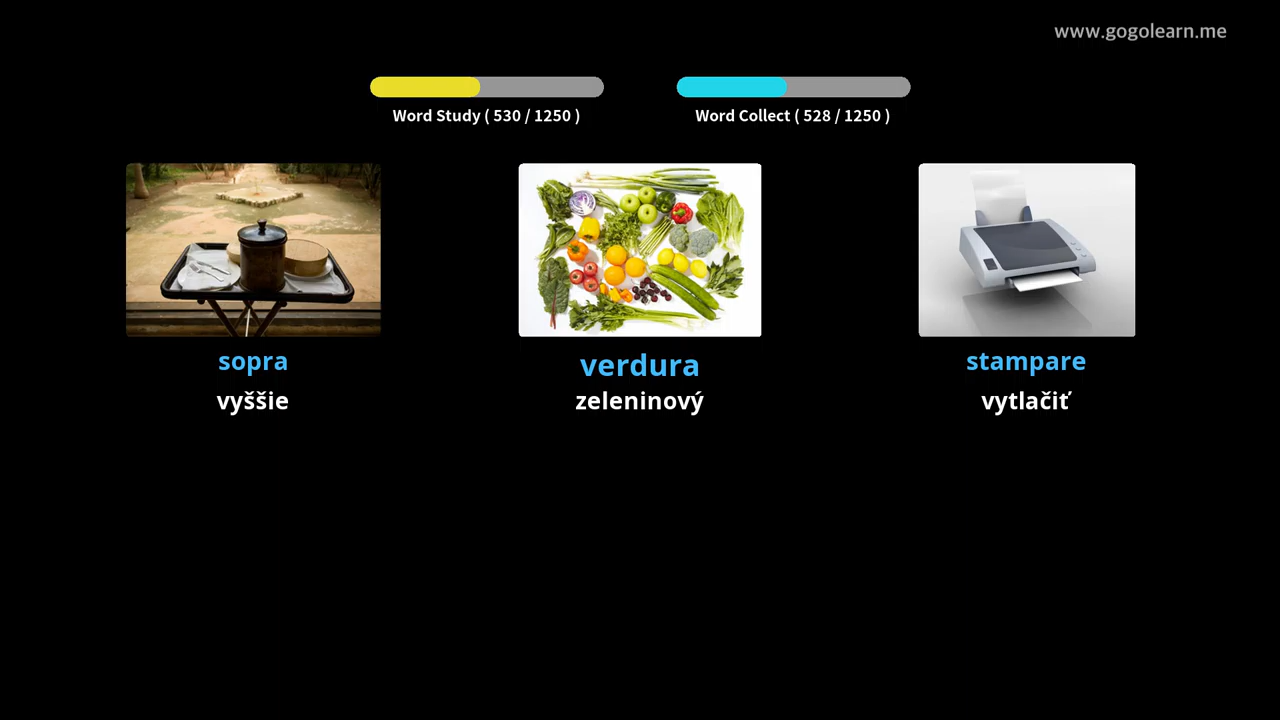 www.gogolearn.me
Word Study ( 530 / 1250 )
Word Collect ( 528 / 1250 )
sopra
verdura
stampare
vyššie
zeleninový
vytlačiť